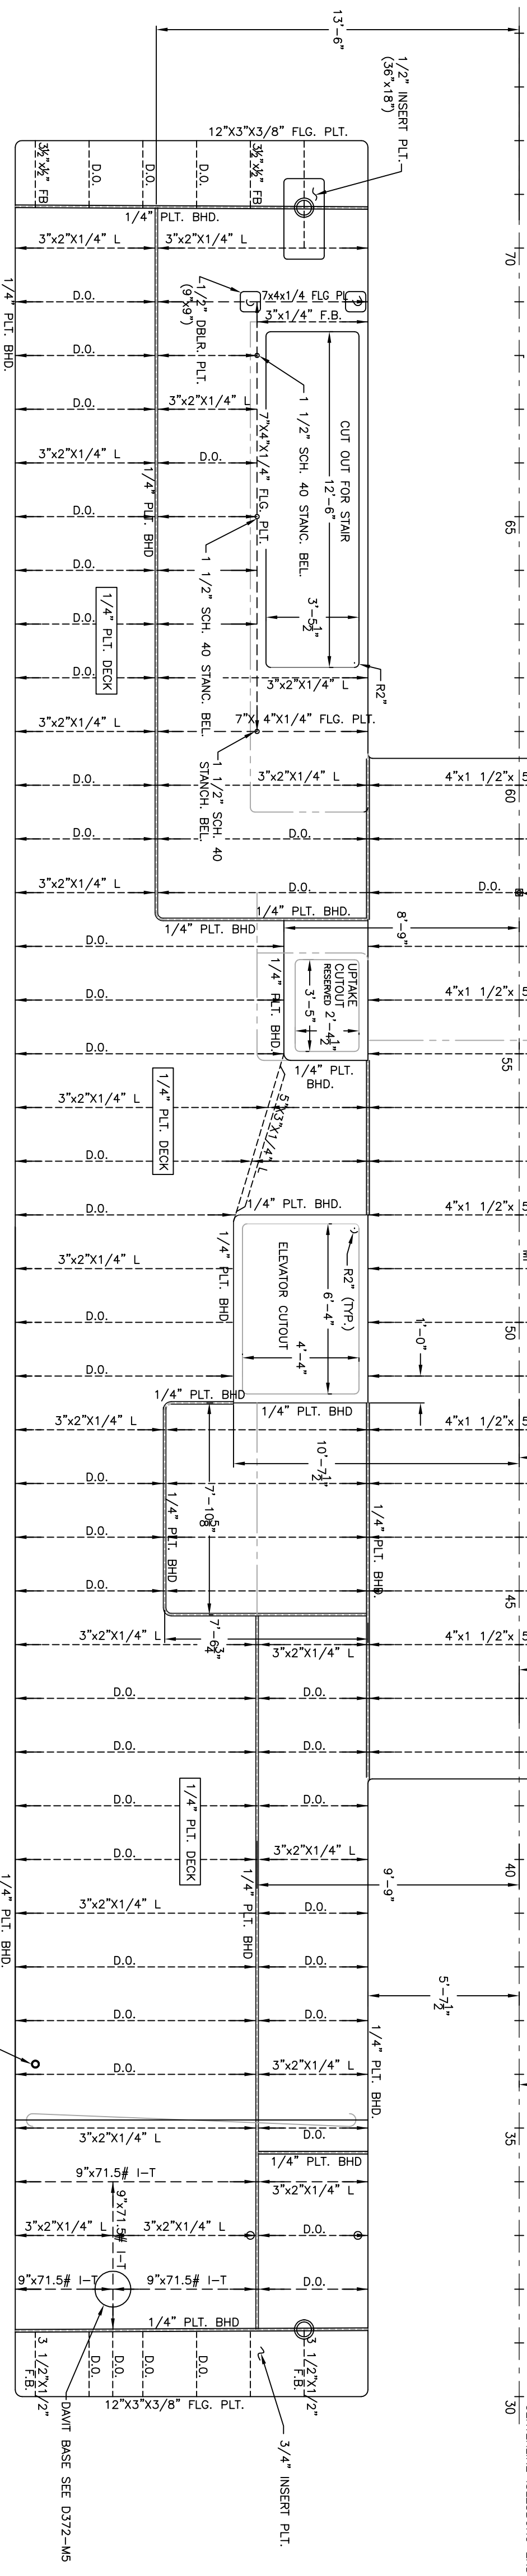 13'-6"
1/2" INSERT PLT.
(36"x18")
12"X3"X3/8" FLG. PLT.
3½"x½" FB
D.O.
D.O.
D.O.
3½"x½" FB
1/4" PLT. BHD.
3"x2"X1/4" L
3"x2"X1/4" L
70
1/4" PLT. BHD.
D.O.
D.O.
7x4x1/4 FLG PL
3"x1/4" F.B.
1/2" DBLR. PLT.
(9"x9")
D.O.
D.O.
CUT OUT FOR STAIR
12'-6"
3'-5½"
R2"
1 1/2" SCH. 40 STANC. BEL.
7"X4"X1/4" FLG. PLT.
D.O.
3"x2"X1/4" L
3"x2"X1/4" L
D.O.
1/4" PLT. BHD
65
D.O.
D.O.
1 1/2" SCH. 40 STANC. BEL.
D.O.
D.O.
1/4" PLT. DECK
D.O.
D.O.
3"x2"X1/4" L
3"x2"X1/4" L
D.O.
7"X 4"X1/4" FLG. PLT.
1 1/2" SCH. 40
STANCH. BEL.
D.O.
D.O.
3"x2"X1/4" L
4"x1 1/2"x 5
60
D.O.
D.O.
D.O.
3"x2"X1/4" L
D.O.
D.O.
D.O.
1/4" PLT. BHD.
1/4" PLT. BHD
8'-9"
D.O.
UPTAKE
CUTOUT
RESERVED
2'-4½"
3'-5"
1/4" PLT. BHD.
D.O.
4"x1 1/2"x 5
D.O.
55
1/4" PLT.
BHD.
1/4" PLT. DECK
3"x2"X1/4" L
5"X3"X1/4" L
D.O.
1/4" PLT. BHD.
D.O.
4"x1 1/2"x 5
1/4" PLT. BHD
3"x2"X1/4" L
ELEVATOR CUTOUT
R2" (TYP.)
6'-4"
4'-4"
D.O.
50
1'-0"
D.O.
1/4" PLT. BHD
1/4" PLT. BHD
3"x2"X1/4" L
4"x1 1/2"x 5
10'-7½"
D.O.
7'-10⅝"
1/4" PLT. BHD
1/4" PLT. BHD.
D.O.
D.O.
45
3"x2"X1/4" L
7'-6¾"
3"x2"X1/4" L
4"x1 1/2"x 5
D.O.
D.O.
D.O.
D.O.
D.O.
D.O.
1/4" PLT. DECK
D.O.
3"x2"X1/4" L
40
1/4" PLT. BHD.
3"x2"X1/4" L
1/4" PLT. BHD
D.O.
9'-9"
D.O.
D.O.
5'-7½"
D.O.
D.O.
1/4" PLT. BHD.
D.O.
3"x2"X1/4" L
3"x2"X1/4" L
D.O.
35
1/4" PLT. BHD
9"x71.5# I-T
3"x2"X1/4" L
9"x71.5# I-T
3"x2"X1/4" L
3"x2"X1/4" L
D.O.
9"x71.5# I-T
9"x71.5# I-T
D.O.
1/4" PLT. BHD
3 1/2"X1/2"
F.B.
D.O.
D.O.
D.O.
D.O.
3 1/2"X1/2"
F.B.
12"X3"X3/8" FLG. PLT.
30
DAVIT BASE SEE D372-M5
3/4" INSERT PLT.